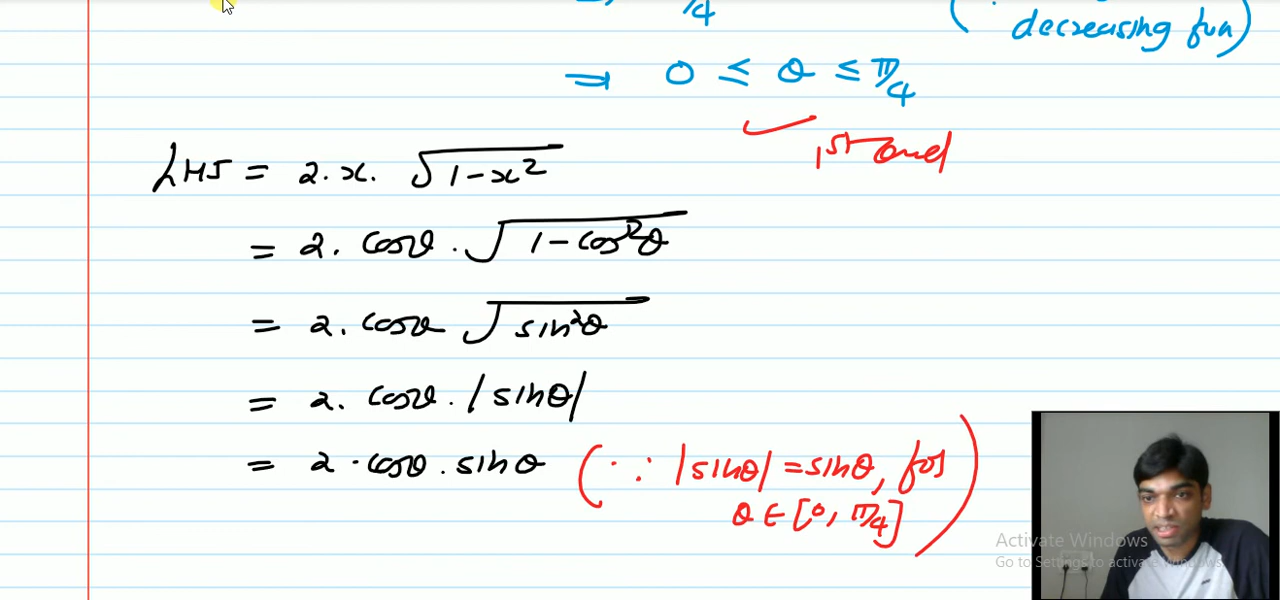 π/4
decreasing fun
⇒ 0 ≤ θ ≤ π/4
1st quad
LHS = 2.x. √(1-x²)
= 2. cosθ . √(1-cos²θ)
= 2. cosθ √(sin²θ)
= 2. cosθ . |sinθ|
= 2 . cosθ . sinθ (∵ |sinθ| = sinθ, for
θ ∈ [0, π/4])
Activate Windows
Go to Settings to activate Windows.